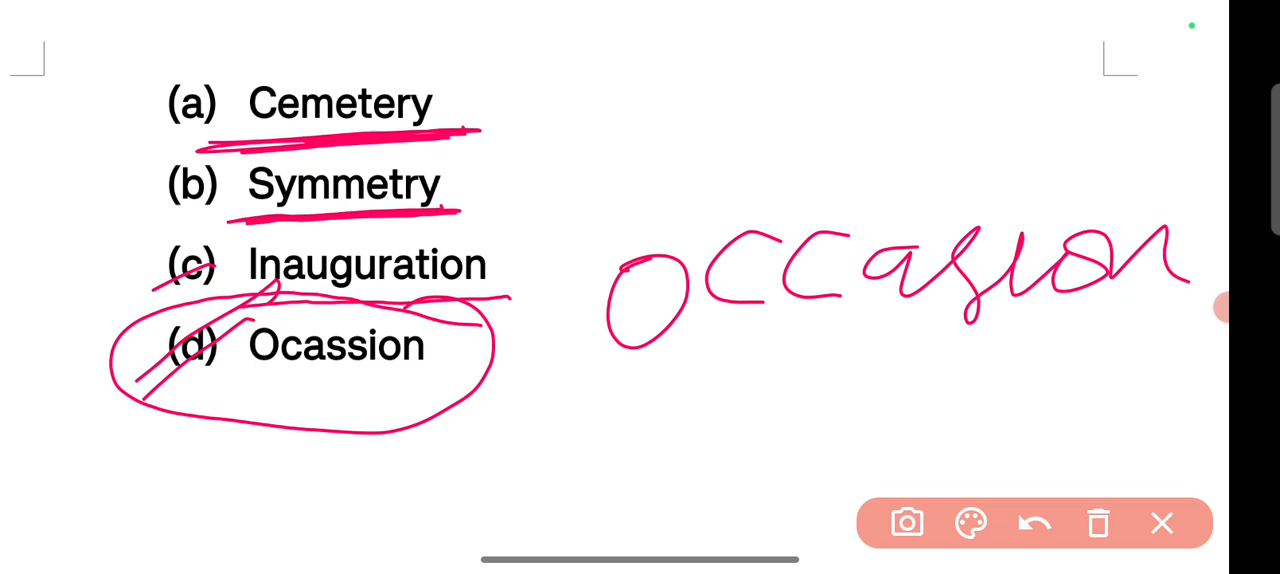 (a) Cemetery
(b) Symmetry
(c) Inauguration
(d) Ocassion
occasion